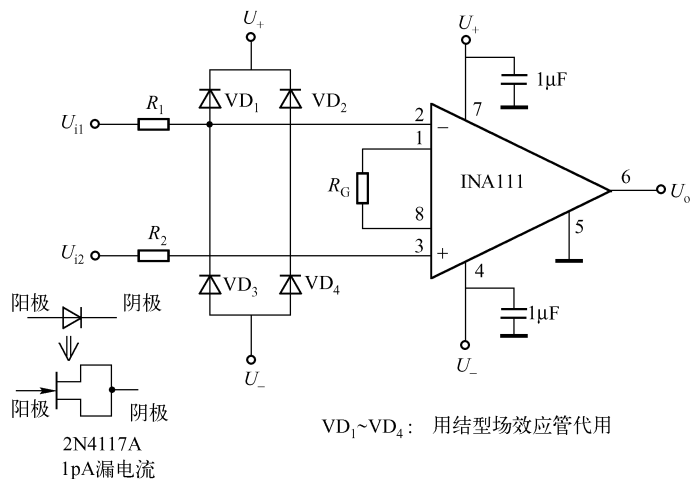 U₊
U₊
1μF
R₁
VD₁
VD₂
7
Uᵢ₁
2
−
1
R_G
INA111
6
Uₒ
8
5
R₂
Uᵢ₂
3
+
4
VD₃
VD₄
阳极
阴极
1μF
U₋
U₋
阳极
阴极
2N4117A
1pA漏电流
VD₁~VD₄： 用结型场效应管代用